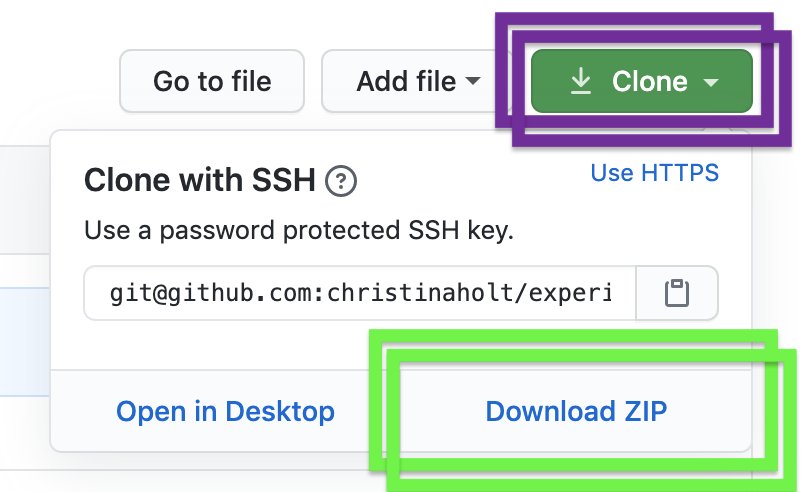 Go to file
Add file
Clone
Clone with SSH ?
Use HTTPS
Use a password protected SSH key.
git@github.com:christinaholt/experi
Open in Desktop
Download ZIP